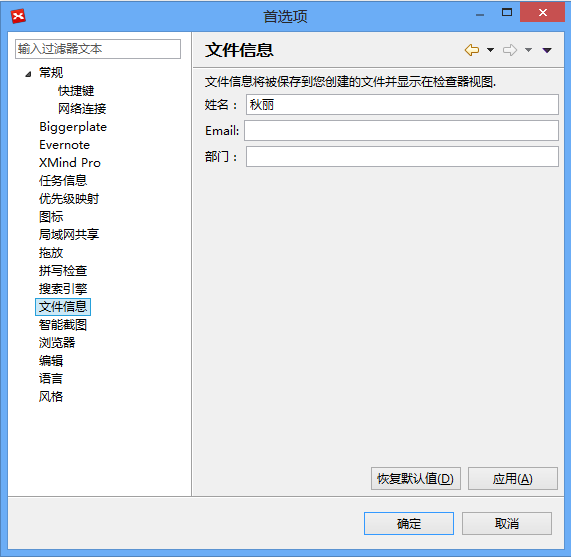 首选项
输入过滤器文本
常规
快捷键
网络连接
Biggerplate
Evernote
XMind Pro
任务信息
优先级映射
图标
局域网共享
拖放
拼写检查
搜索引擎
文件信息
智能截图
浏览器
编辑
语言
风格
文件信息
文件信息将被保存到您创建的文件并显示在检查器视图.
姓名： 秋丽
Email:
部门：
恢复默认值(D) 应用(A)
确定 取消